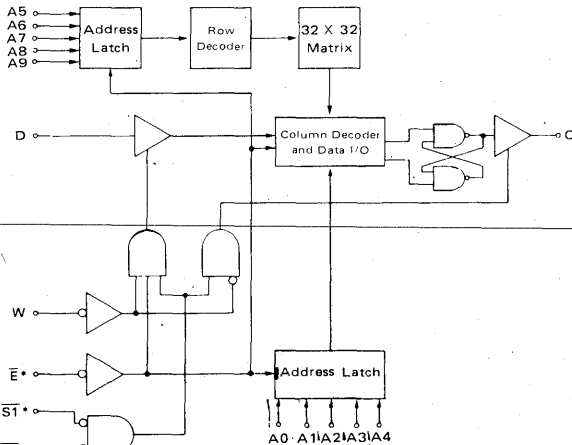 A5
A6
A7
A8
A9
Address
Latch
Row
Decoder
32 X 32
Matrix
D
Column Decoder
and Data I/O
Q
W
E*
Address Latch
S1*
A0 A1 A2 A3 A4